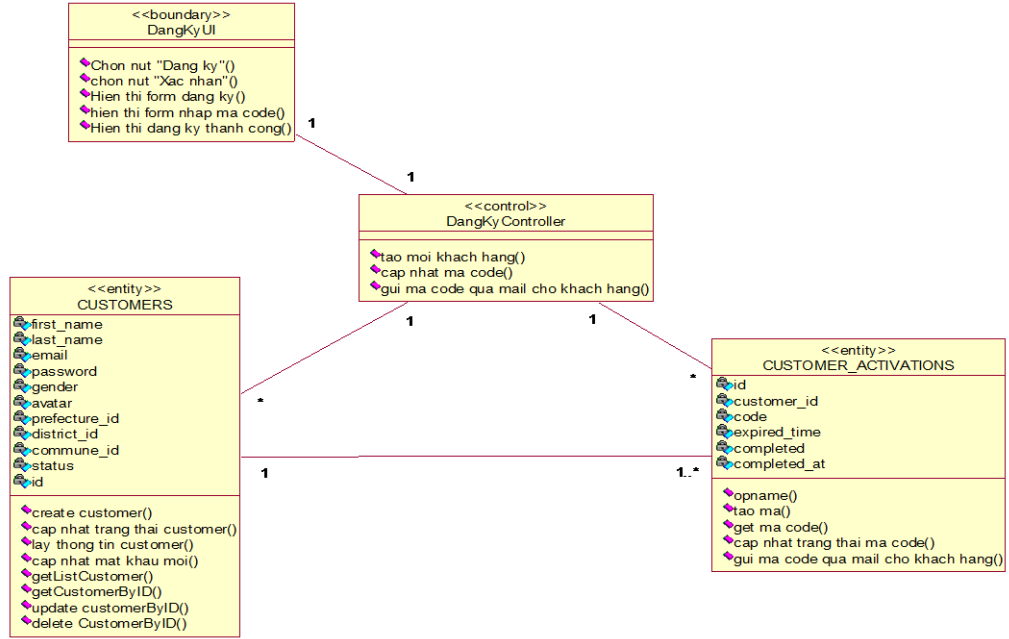 <<boundary>>
DangKyUI
Chon nut "Dang ky"()
chon nut "Xac nhan"()
Hien thi form dang ky()
hien thi form nhap ma code()
Hien thi dang ky thanh cong()
1
1
<<control>>
DangKyController
tao moi khach hang()
cap nhat ma code()
gui ma code qua mail cho khach hang()
1
1
<<entity>>
CUSTOMERS
first_name
last_name
email
password
gender
avatar
prefecture_id
district_id
commune_id
status
id
create customer()
cap nhat trang thai customer()
lay thong tin customer()
cap nhat mat khau moi()
getListCustomer()
getCustomerByID()
update customerByID()
delete CustomerByID()
*
*
1
1..*
<<entity>>
CUSTOMER_ACTIVATIONS
id
customer_id
code
expired_time
completed
completed_at
opname()
tao ma()
get ma code()
cap nhat trang thai ma code()
gui ma code qua mail cho khach hang()